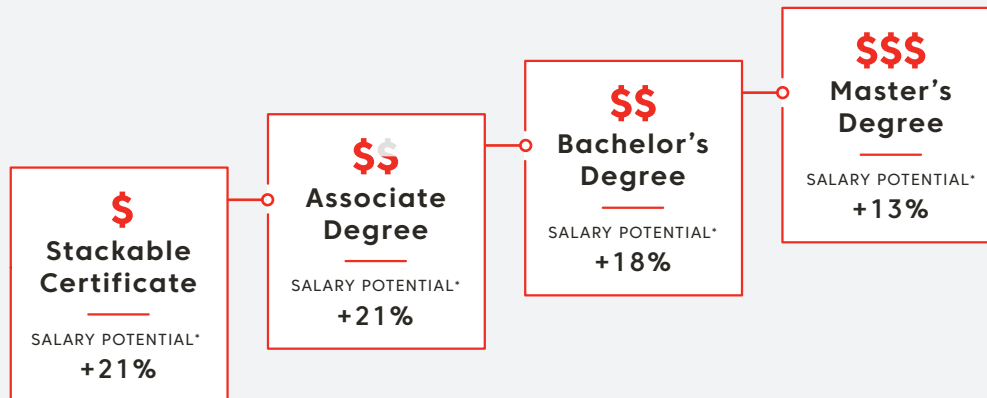 $
Stackable
Certificate
SALARY POTENTIAL*
+21%
$$
Associate
Degree
SALARY POTENTIAL*
+21%
$$
Bachelor's
Degree
SALARY POTENTIAL*
+18%
$$$
Master's
Degree
SALARY POTENTIAL*
+13%